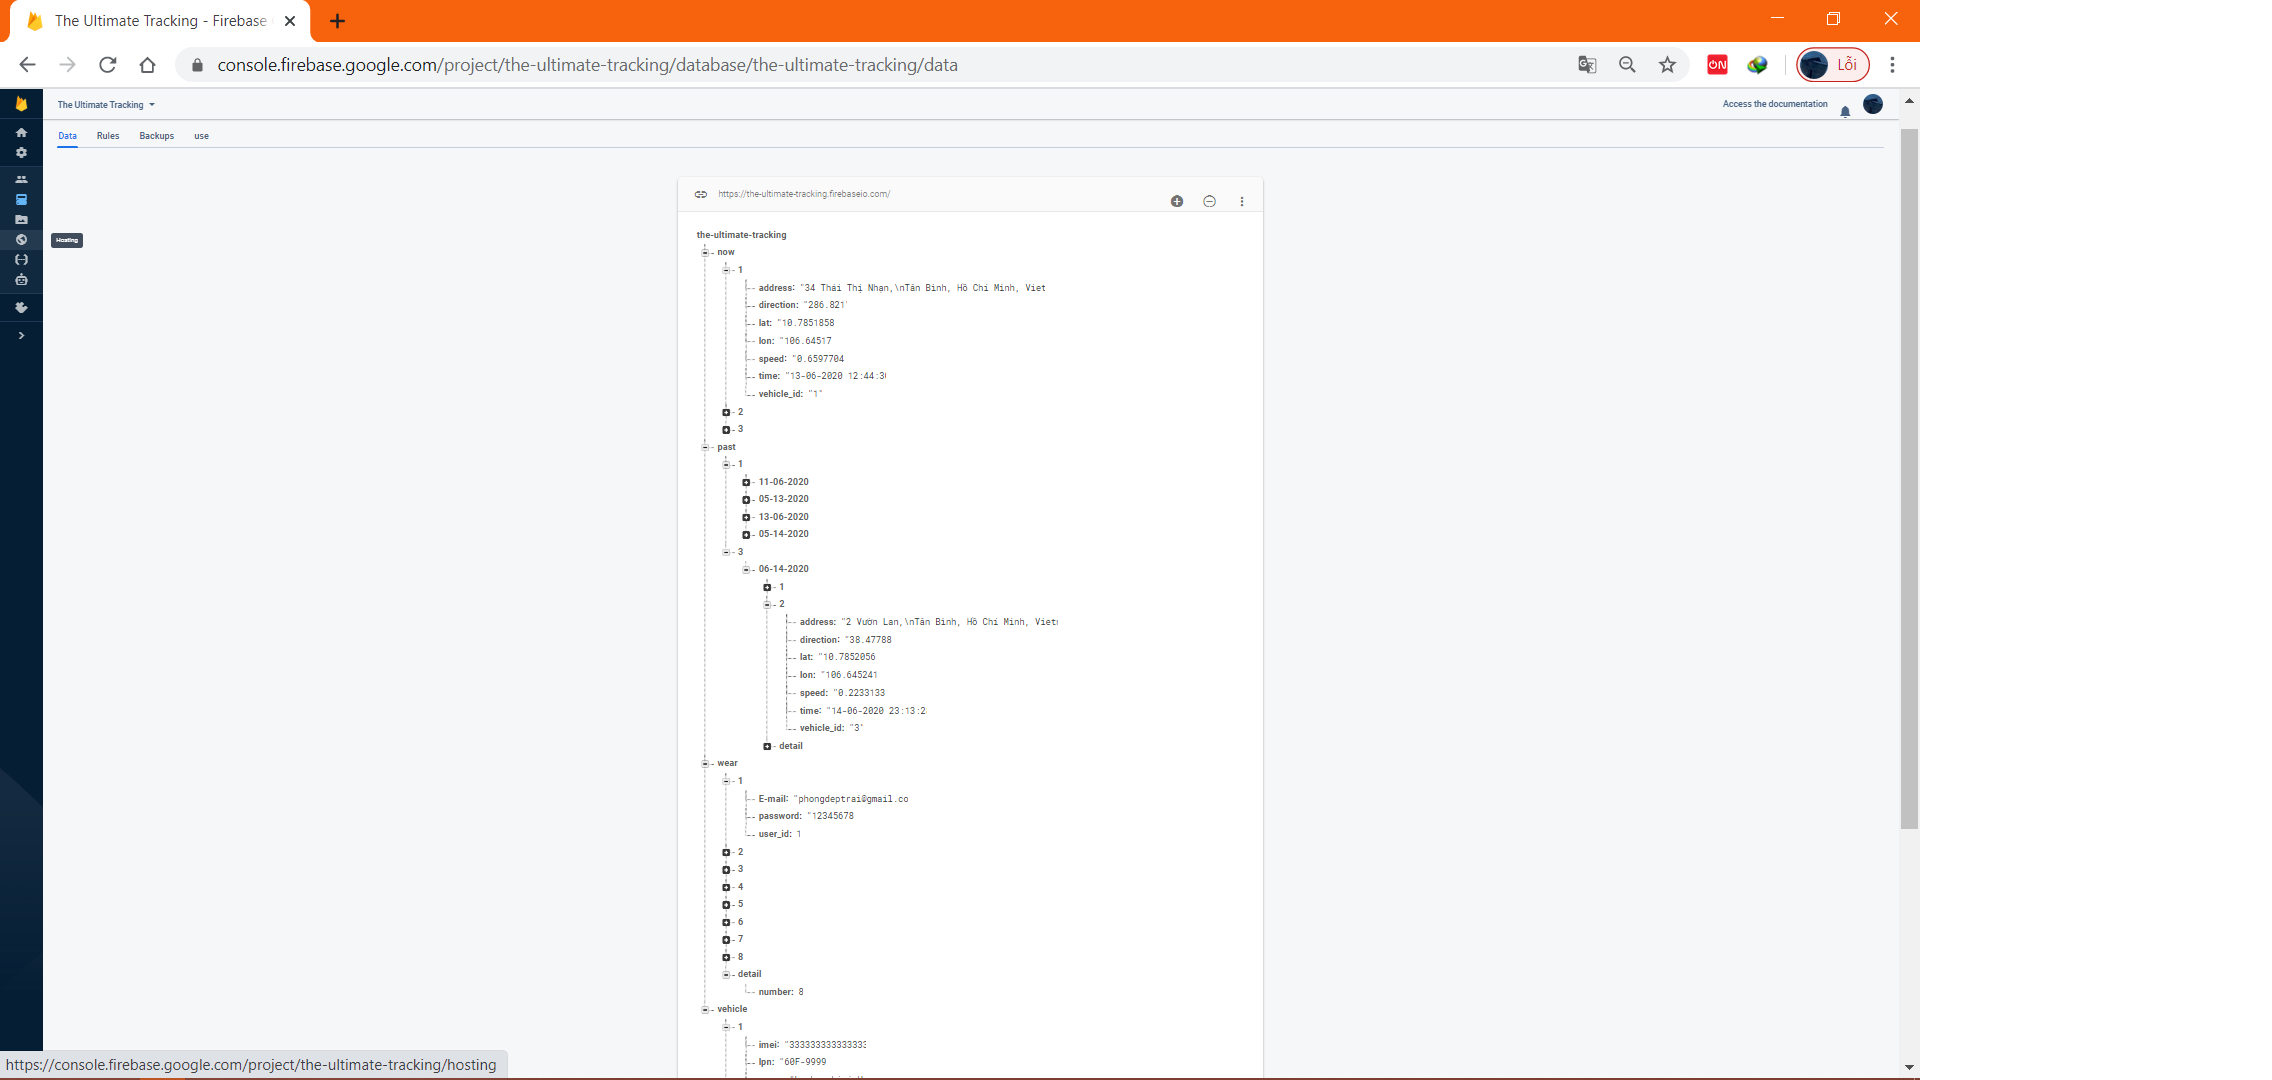 The Ultimate Tracking - Firebase
console.firebase.google.com/project/the-ultimate-tracking/database/the-ultimate-tracking/data
ON
Lỗi
The Ultimate Tracking
Access the documentation
Data Rules Backups use
Hosting
https://the-ultimate-tracking.firebaseio.com/
the-ultimate-tracking
now
1
address: "34 Thái Thị Nhạn,\nTân Bình, Hồ Chí Minh, Viet
direction: "286.821"
lat: "10.7851858
lon: "106.64517
speed: "0.6597704
time: "13-06-2020 12:44:30
vehicle_id: "1"
2
3
past
1
11-06-2020
05-13-2020
13-06-2020
05-14-2020
3
06-14-2020
1
2
address: "2 Vườn Lan,\nTân Bình, Hồ Chí Minh, Viet
direction: "38.47788
lat: "10.7852056
lon: "106.645241
speed: "0.2233133
time: "14-06-2020 23:13:2
vehicle_id: "3"
detail
wear
1
E-mail: "phongdeptrai@gmail.co
password: "12345678
user_id: 1
2
3
4
5
6
7
8
detail
number: 8
vehicle
1
imei: "333333333333333
lpn: "60F-9999
https://console.firebase.google.com/project/the-ultimate-tracking/hosting